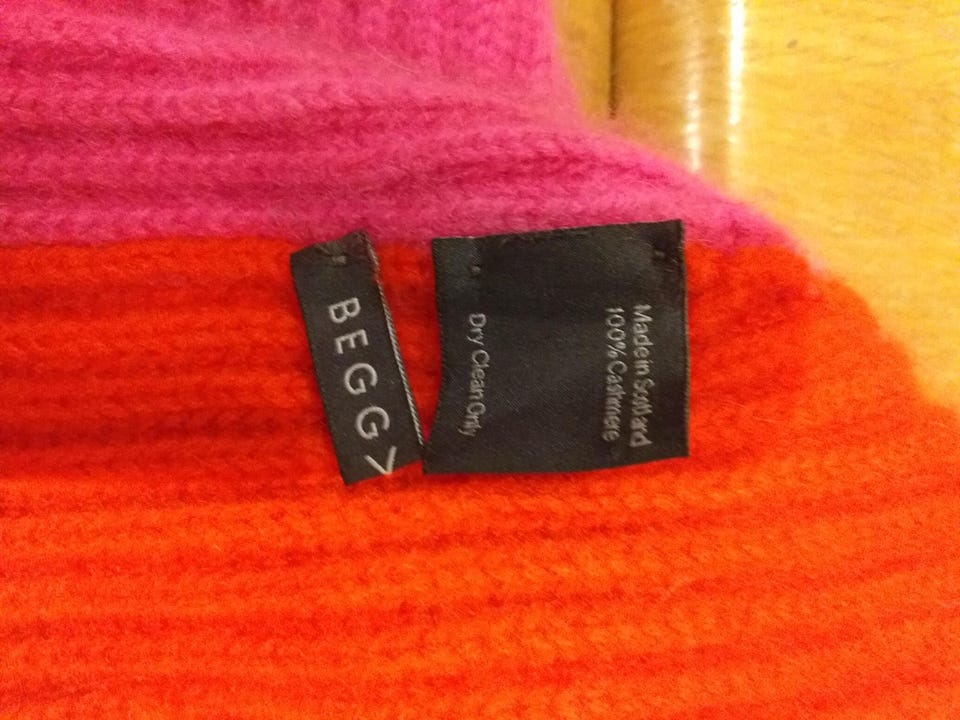 BEGG >
Made in Scotland
100% Cashmere
Dry Clean Only